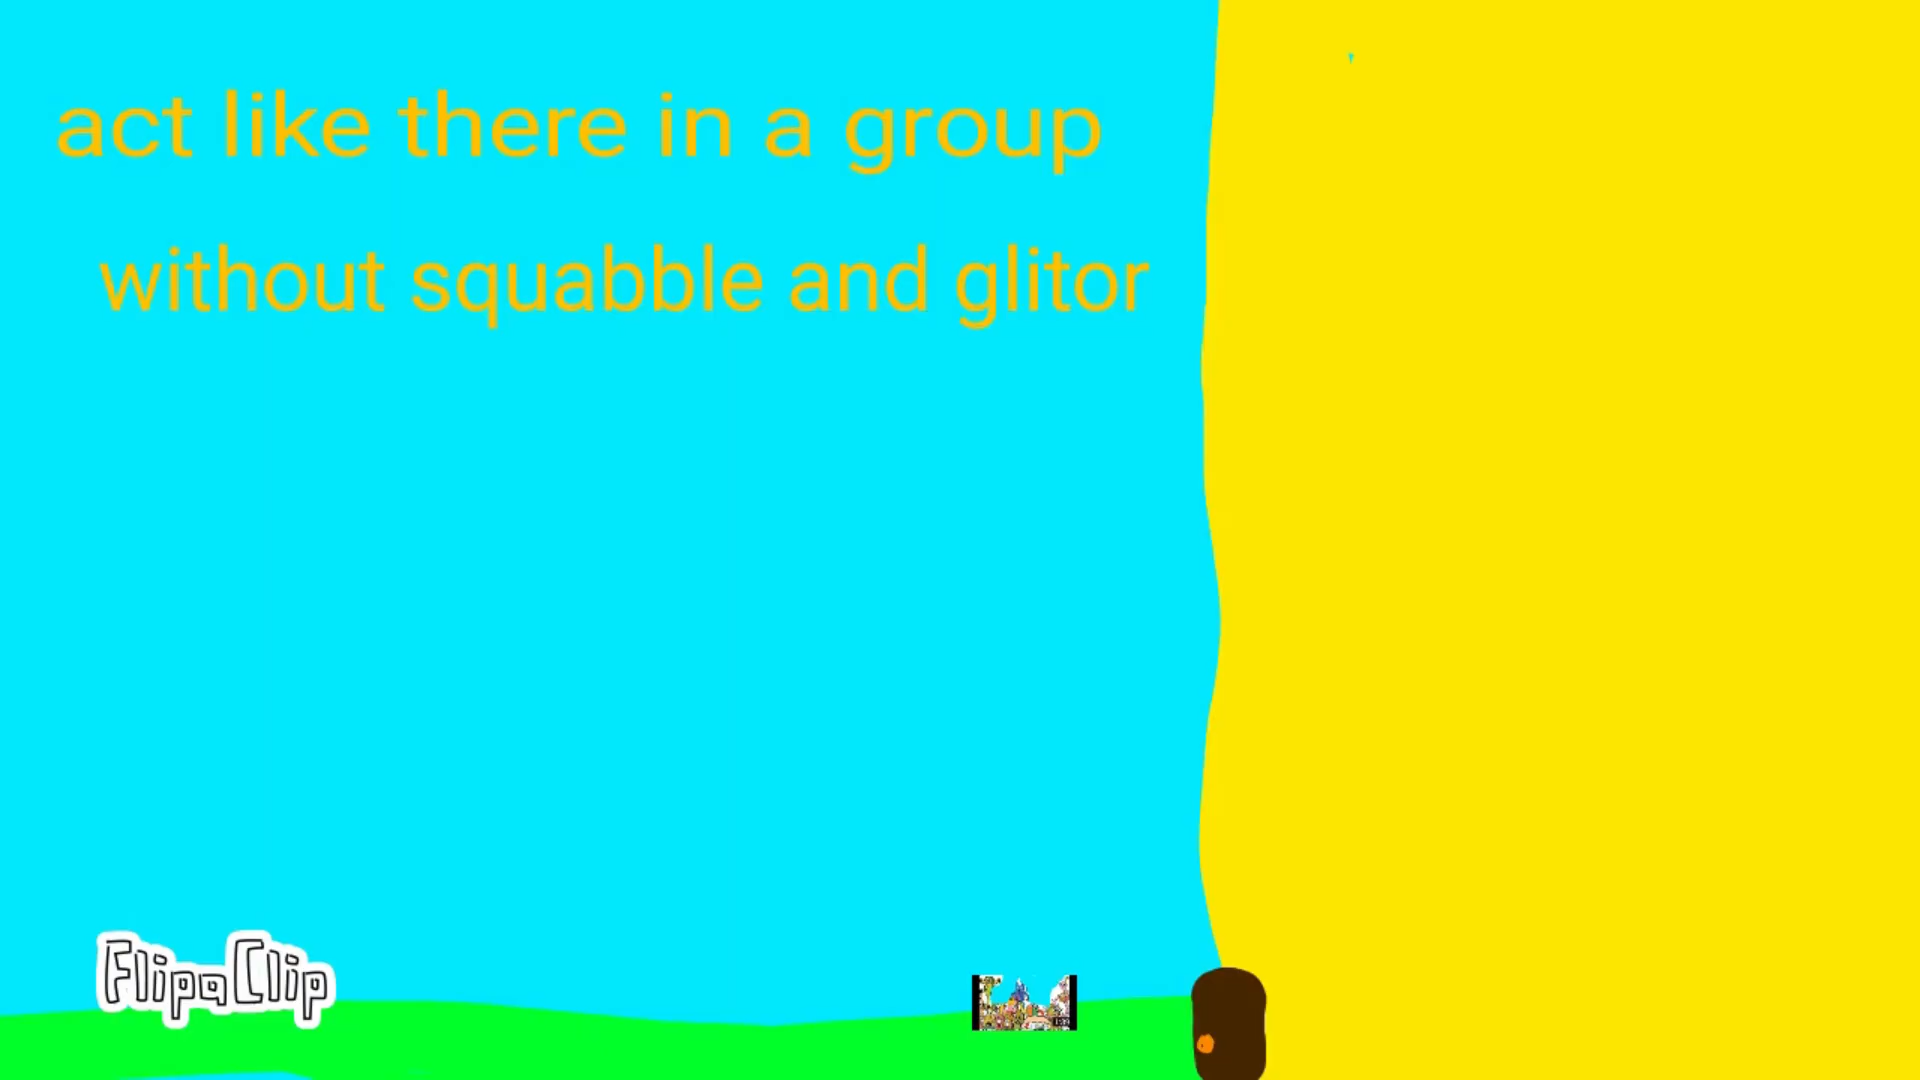 act like there in a group
without squabble and glitor
FlipaClip